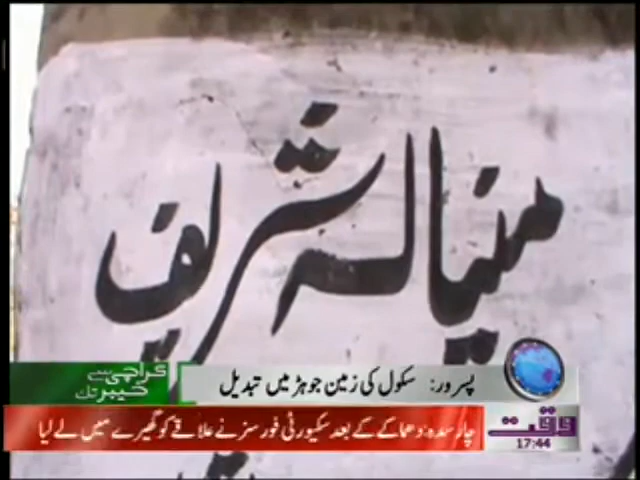 منیالہ شریف
کراچی سے
خیبر تک
پسرور: سکول کی زمین جوہڑ میں تبدیل
چارسدہ: دھماکے کے بعد سکیورٹی فورسز نے علاقے کو گھیرے میں لے لیا
وقت
17:44